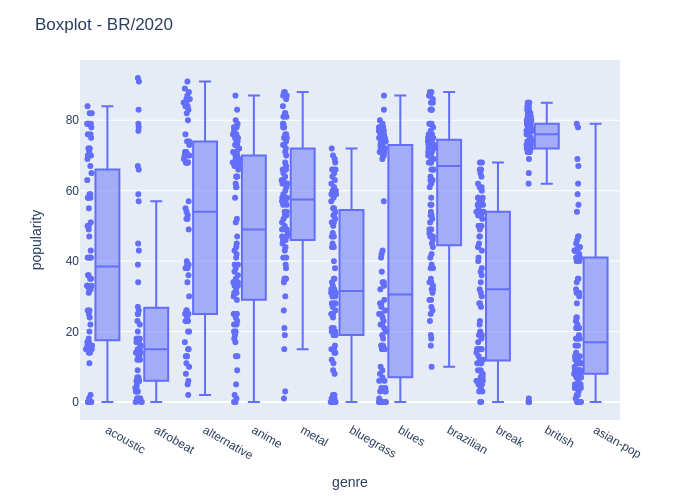 Boxplot - BR/2020
popularity
80
60
40
20
0
acoustic
afrobeat
alternative
anime
metal
bluegrass
blues
brazilian
break
british
asian-pop
genre